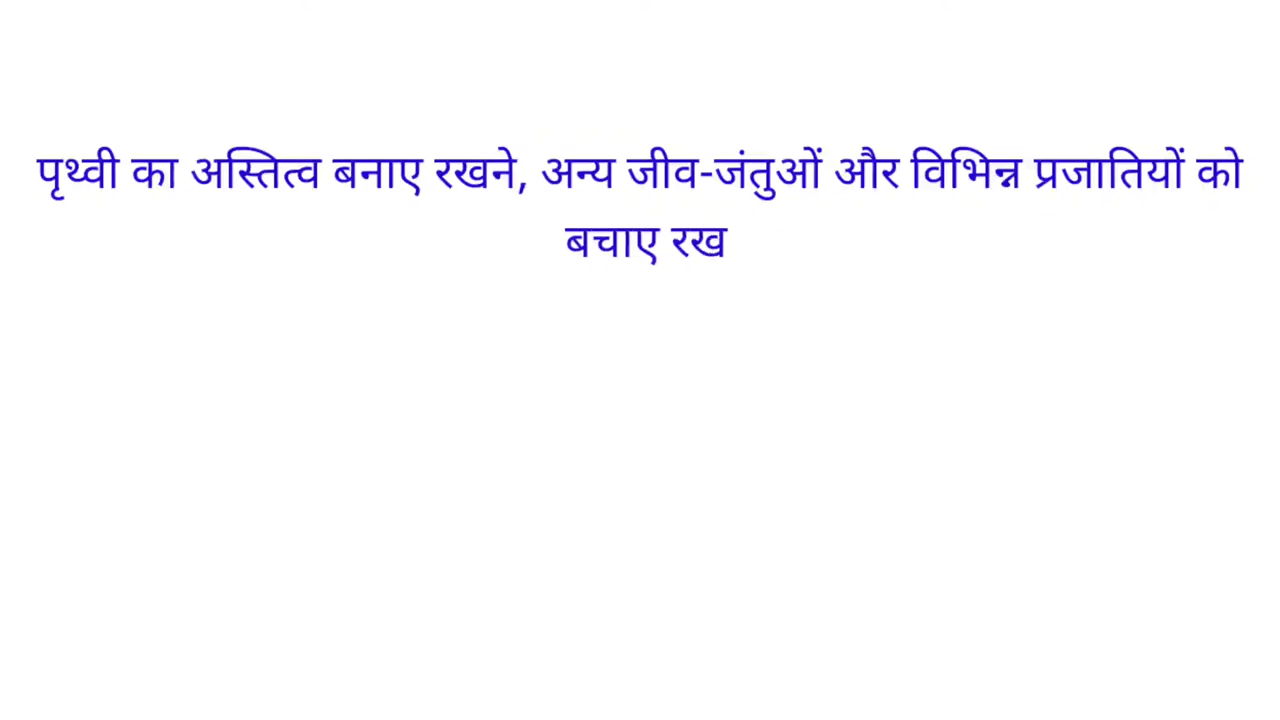 पृथ्वी का अस्तित्व बनाए रखने, अन्य जीव-जंतुओं और विभिन्न प्रजातियों को
बचाए रख